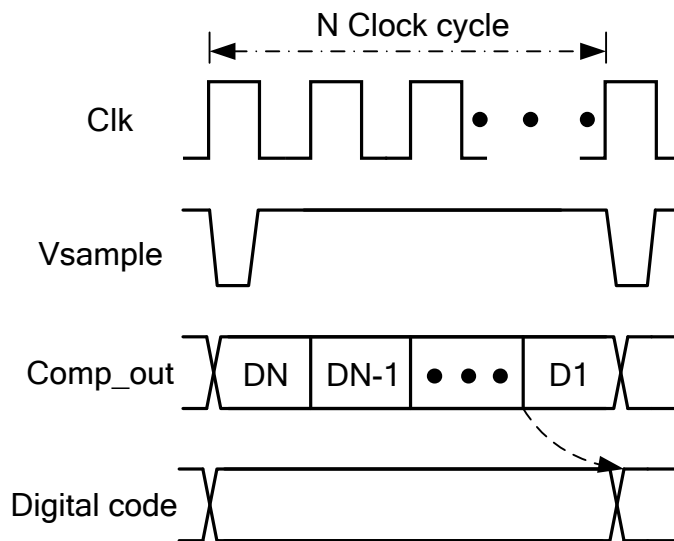 N Clock cycle
Clk
Vsample
Comp_out
DN
DN-1
D1
Digital code